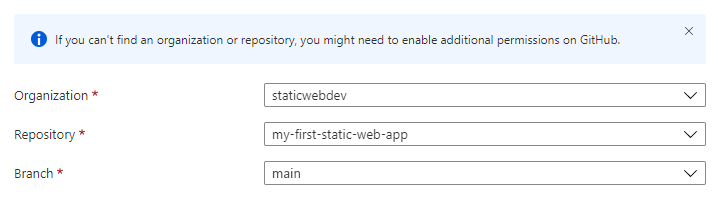 If you can't find an organization or repository, you might need to enable additional permissions on GitHub.
Organization * staticwebdev
Repository * my-first-static-web-app
Branch * main